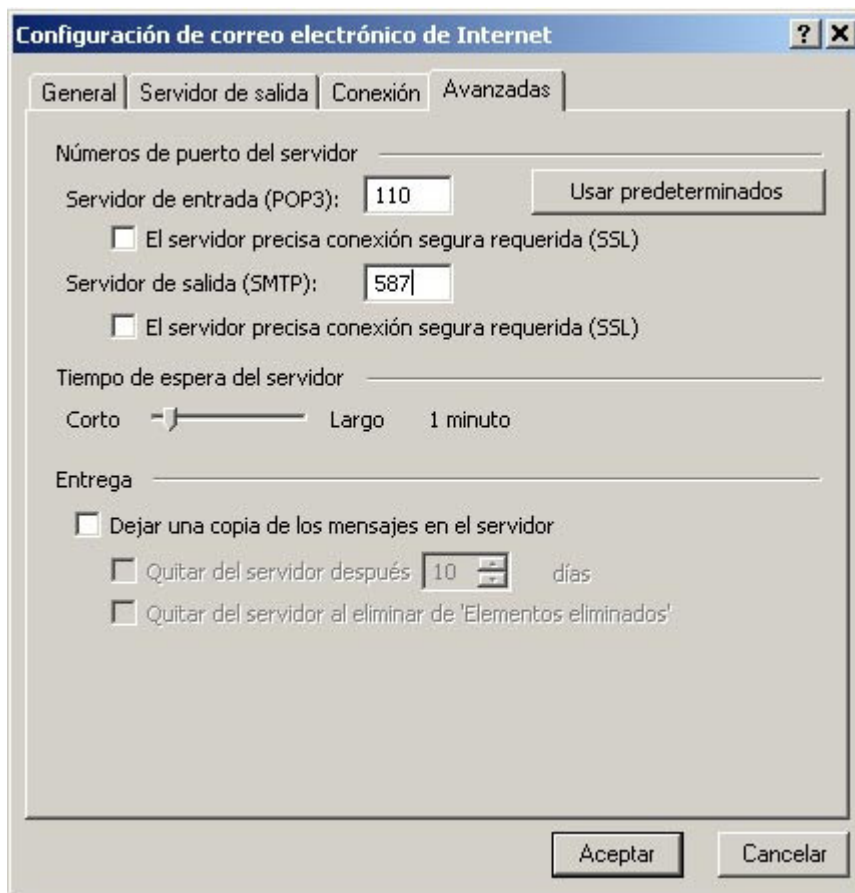 Configuración de correo electrónico de Internet
General Servidor de salida Conexión Avanzadas
Números de puerto del servidor
Servidor de entrada (POP3): 110 Usar predeterminados
El servidor precisa conexión segura requerida (SSL)
Servidor de salida (SMTP): 587
El servidor precisa conexión segura requerida (SSL)
Tiempo de espera del servidor
Corto Largo 1 minuto
Entrega
Dejar una copia de los mensajes en el servidor
Quitar del servidor después 10 días
Quitar del servidor al eliminar de 'Elementos eliminados'
Aceptar Cancelar